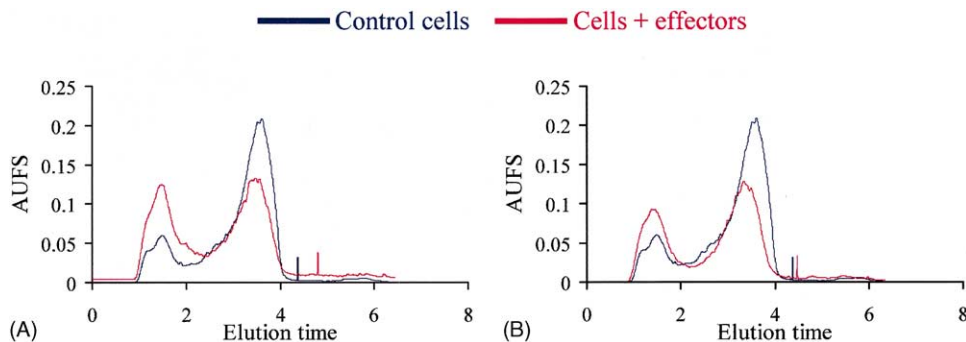 Control cells Cells + effectors
0.25 0.25
0.2 0.2
0.15 0.15
AUFS AUFS
0.1 0.1
0.05 0.05
0 0
0 2 4 6 8 0 2 4 6 8
(A) Elution time (B) Elution time